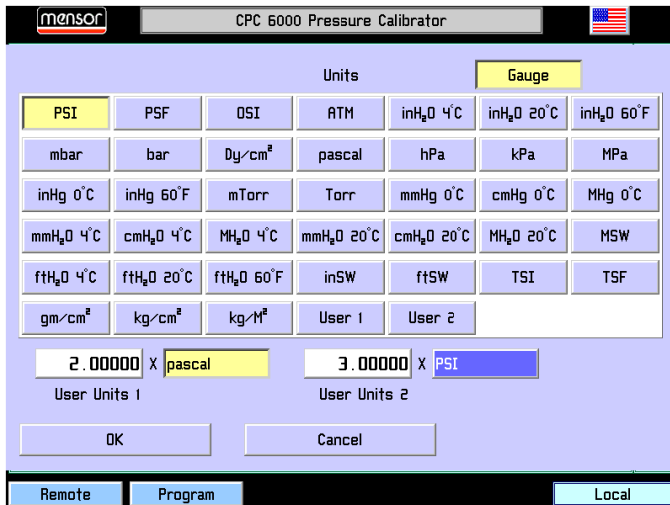 mensor CPC 6000 Pressure Calibrator
Units Gauge
PSI PSF OSI ATM inH₂O 4°C inH₂O 20°C inH₂O 60°F
mbar bar Dy/cm² pascal hPa kPa MPa
inHg 0°C inHg 60°F mTorr Torr mmHg 0°C cmHg 0°C MHg 0°C
mmH₂O 4°C cmH₂O 4°C MH₂O 4°C mmH₂O 20°C cmH₂O 20°C MH₂O 20°C MSW
ftH₂O 4°C ftH₂O 20°C ftH₂O 60°F inSW ftSW TSI TSF
gm/cm² kg/cm² kg/M² User 1 User 2
2.00000 X pascal 3.00000 X PSI
User Units 1 User Units 2
OK Cancel
Remote Program Local